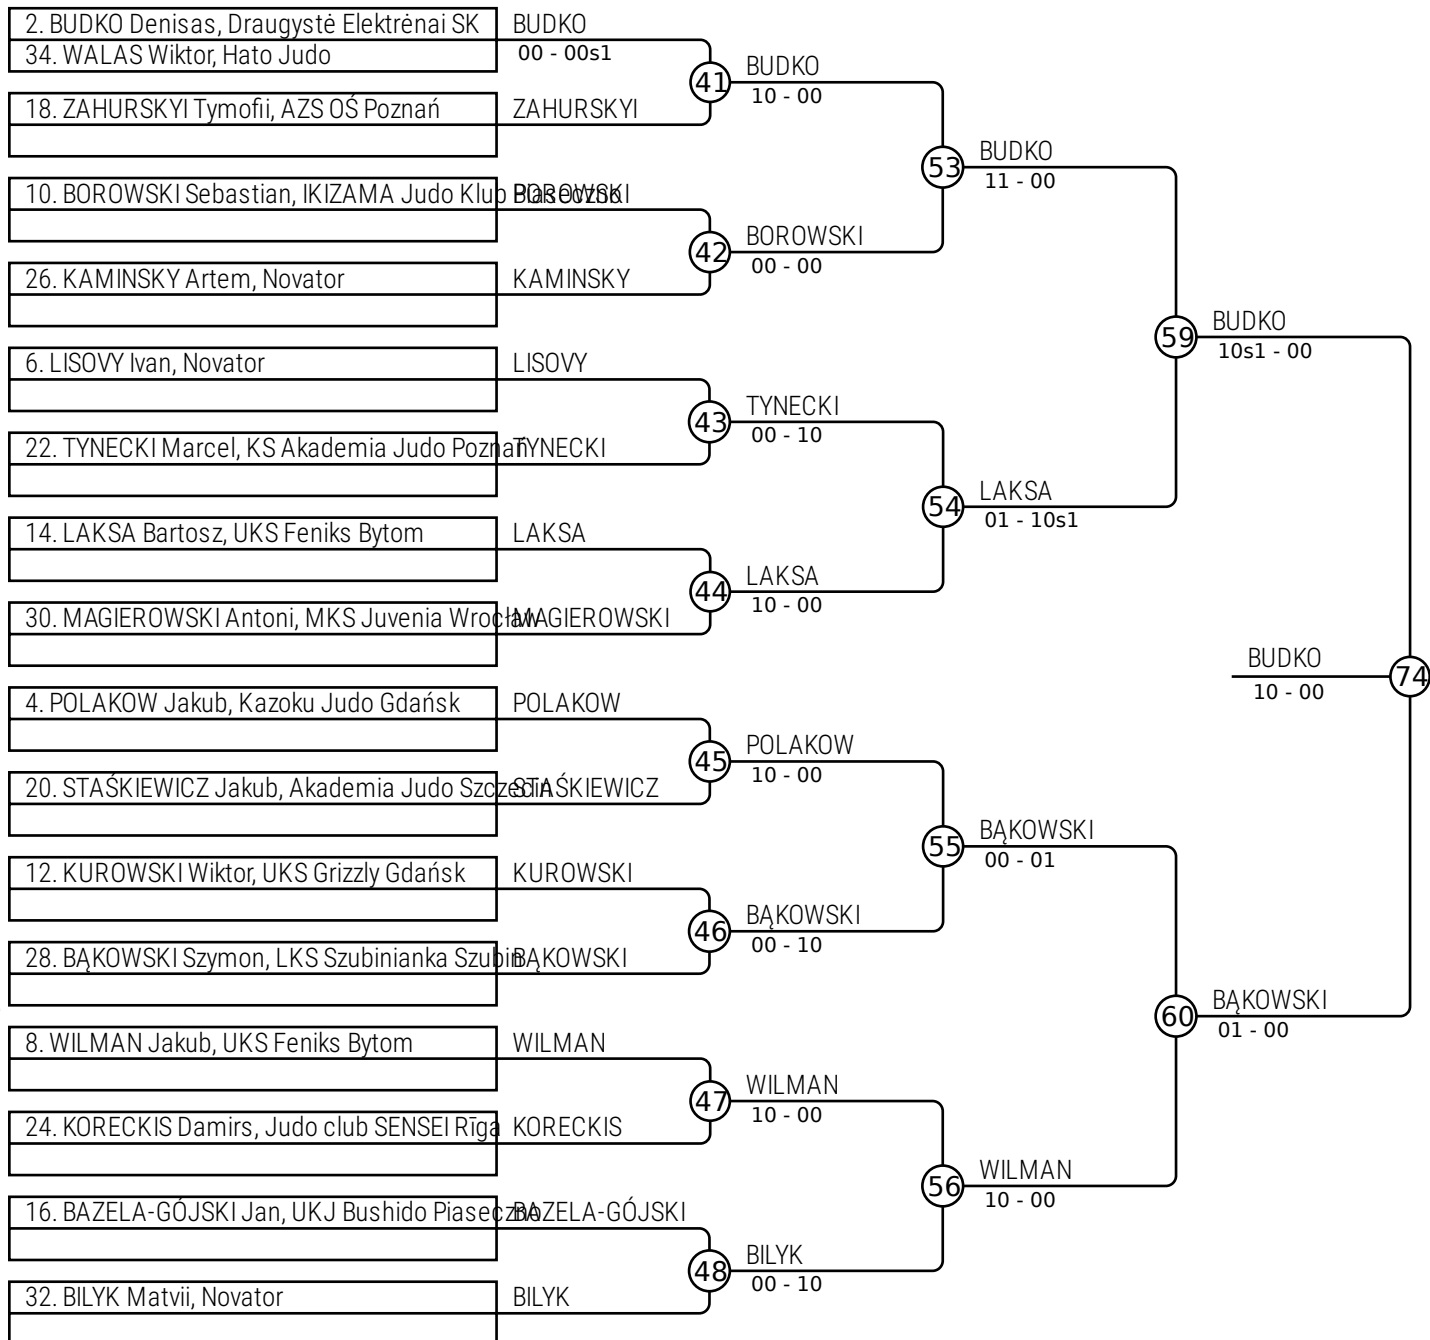 2. BUDKO Denisas, Draugystė Elektrėnai SK
34. WALAS Wiktor, Hato Judo
BUDKO
00 - 00s1
18. ZAHURSKYI Tymofii, AZS OŚ Poznań
ZAHURSKYI
41
BUDKO
10 - 00
10. BOROWSKI Sebastian, IKIZAMA Judo Klub Piaseczno
BOROWSKI
26. KAMINSKY Artem, Novator
KAMINSKY
42
BOROWSKI
00 - 00
53
BUDKO
11 - 00
6. LISOVY Ivan, Novator
LISOVY
22. TYNECKI Marcel, KS Akademia Judo Poznań
TYNECKI
43
TYNECKI
00 - 10
14. LAKSA Bartosz, UKS Feniks Bytom
LAKSA
30. MAGIEROWSKI Antoni, MKS Juvenia Wrocław
MAGIEROWSKI
44
LAKSA
10 - 00
54
LAKSA
01 - 10s1
59
BUDKO
10s1 - 00
4. POLAKOW Jakub, Kazoku Judo Gdańsk
POLAKOW
20. STAŚKIEWICZ Jakub, Akademia Judo Szczecin
STAŚKIEWICZ
45
POLAKOW
10 - 00
12. KUROWSKI Wiktor, UKS Grizzly Gdańsk
KUROWSKI
28. BĄKOWSKI Szymon, LKS Szubinianka Szubin
BĄKOWSKI
46
BĄKOWSKI
00 - 10
55
BĄKOWSKI
00 - 01
8. WILMAN Jakub, UKS Feniks Bytom
WILMAN
24. KORECKIS Damirs, Judo club SENSEI Rīga
KORECKIS
47
WILMAN
10 - 00
16. BAZELA-GÓJSKI Jan, UKJ Bushido Piaseczno
BAZELA-GÓJSKI
32. BILYK Matvii, Novator
BILYK
48
BILYK
00 - 10
56
WILMAN
10 - 00
60
BĄKOWSKI
01 - 00
74
BUDKO
10 - 00